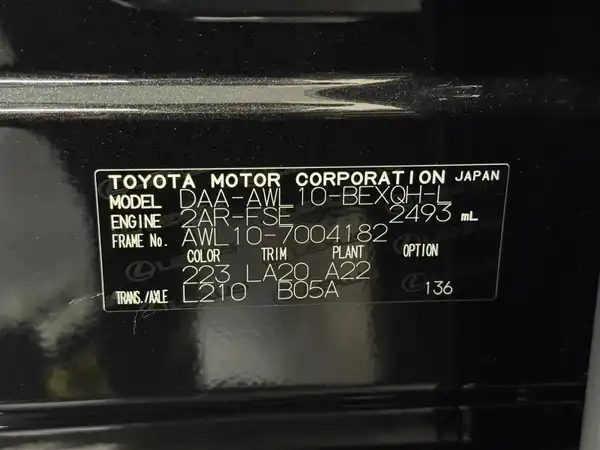 TOYOTA MOTOR CORPORATION JAPAN
MODEL DAA-AWL10-BEXQH-L
ENGINE 2AR-FSE 2493 mL
FRAME No. AWL10-7004182
COLOR TRIM PLANT OPTION
223 LA20 A22
TRANS./AXLE L210 B05A 136